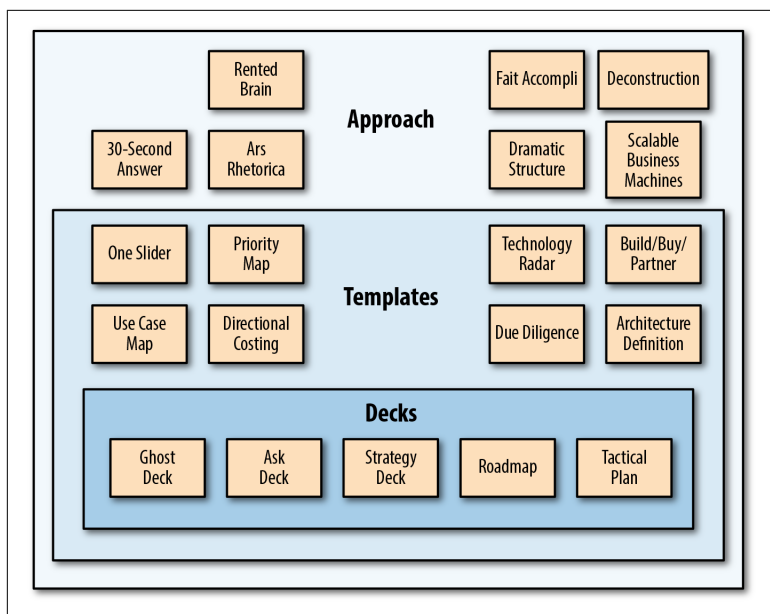 Rented
Brain
Fait Accompli
Deconstruction
Approach
30-Second
Answer
Ars
Rhetorica
Dramatic
Structure
Scalable
Business
Machines
One Slider
Priority
Map
Technology
Radar
Build/Buy/
Partner
Templates
Use Case
Map
Directional
Costing
Due Diligence
Architecture
Definition
Decks
Ghost
Deck
Ask
Deck
Strategy
Deck
Roadmap
Tactical
Plan